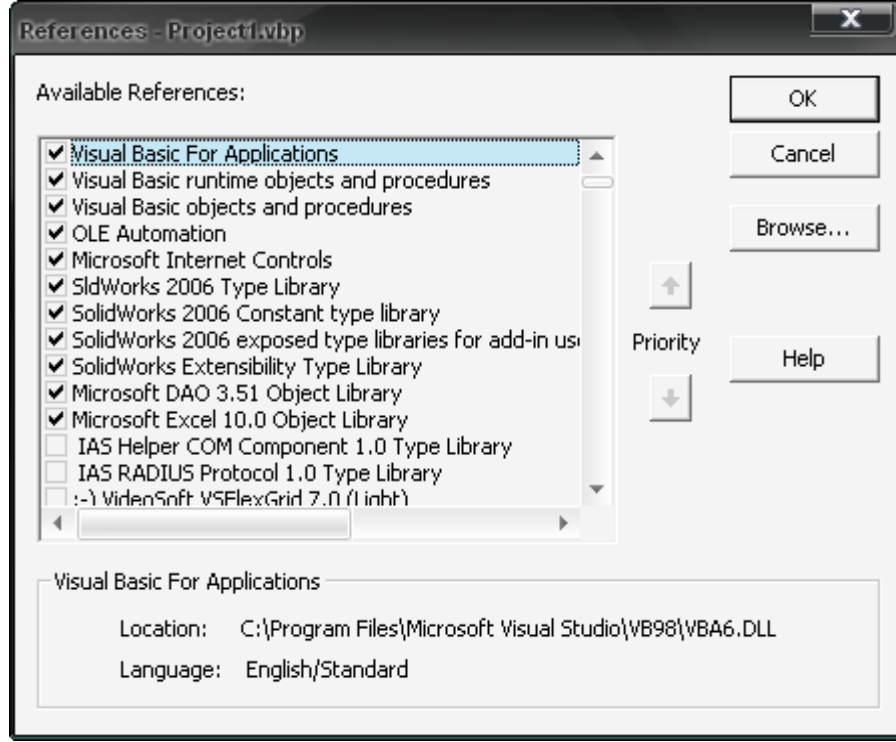 References - Project1.vbp
X
Available References:
OK
Visual Basic For Applications
Cancel
Visual Basic runtime objects and procedures
Visual Basic objects and procedures
Browse...
OLE Automation
Microsoft Internet Controls
SldWorks 2006 Type Library
SolidWorks 2006 Constant type library
SolidWorks 2006 exposed type libraries for add-in
Priority
SolidWorks Extensibility Type Library
Help
Microsoft DAO 3.51 Object Library
Microsoft Excel 10.0 Object Library
IAS Helper COM Component 1.0 Type Library
IAS RADIUS Protocol 1.0 Type Library
:-) VideoSoft VSFlexGrid 7.0 (Light)
Visual Basic For Applications
Location: C:\Program Files\Microsoft Visual Studio\VB98\VBA6.DLL
Language: English/Standard